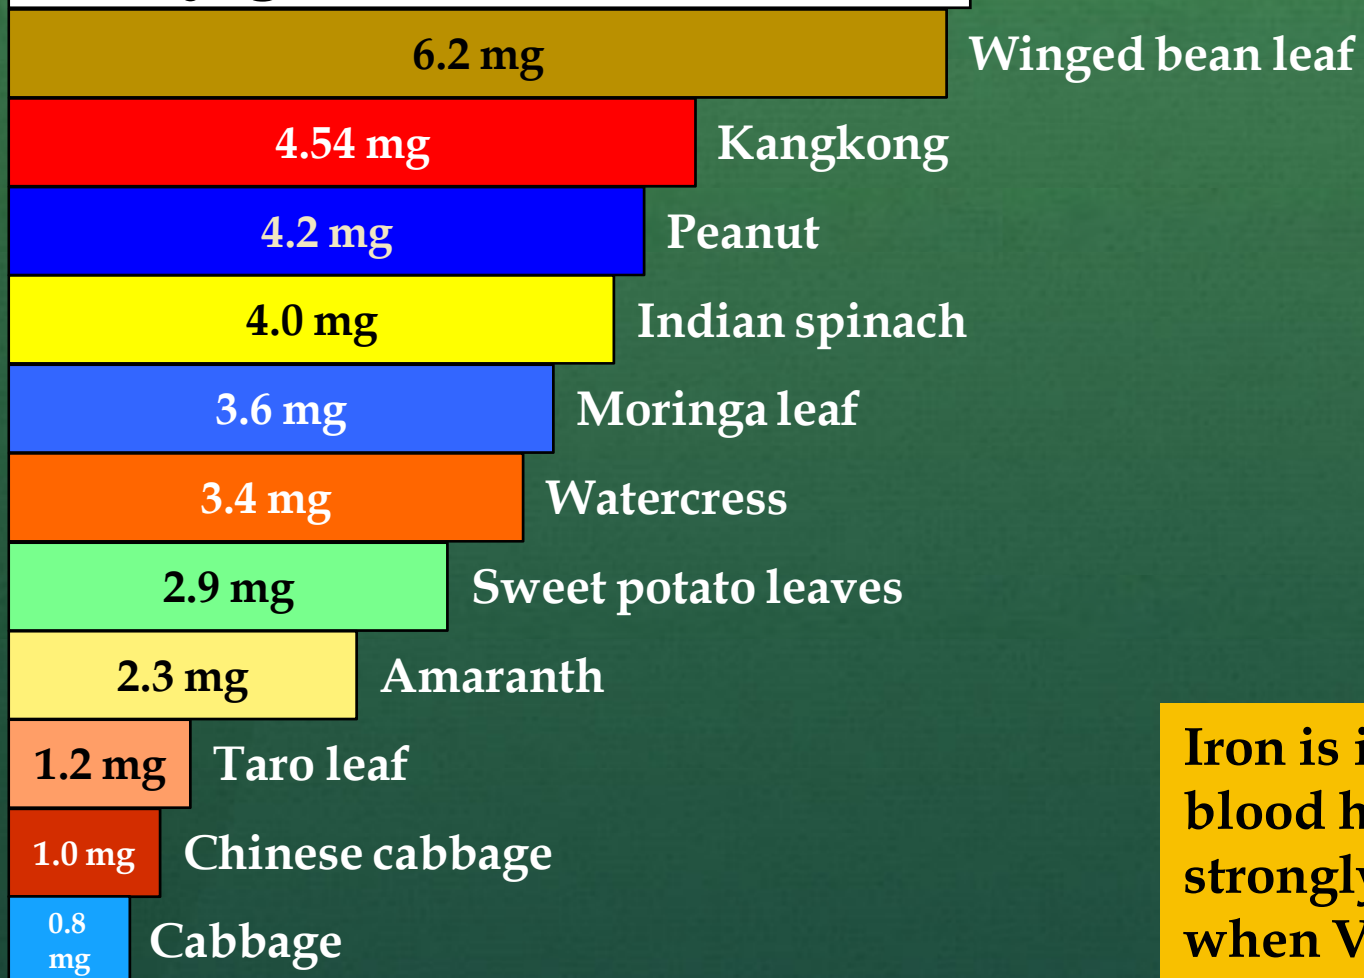 6.2 mg Winged bean leaf
4.54 mg Kangkong
4.2 mg Peanut
4.0 mg Indian spinach
3.6 mg Moringa leaf
3.4 mg Watercress
2.9 mg Sweet potato leaves
2.3 mg Amaranth
1.2 mg Taro leaf
1.0 mg Chinese cabbage
0.8
mg Cabbage
Iron is
blood
strongly
when